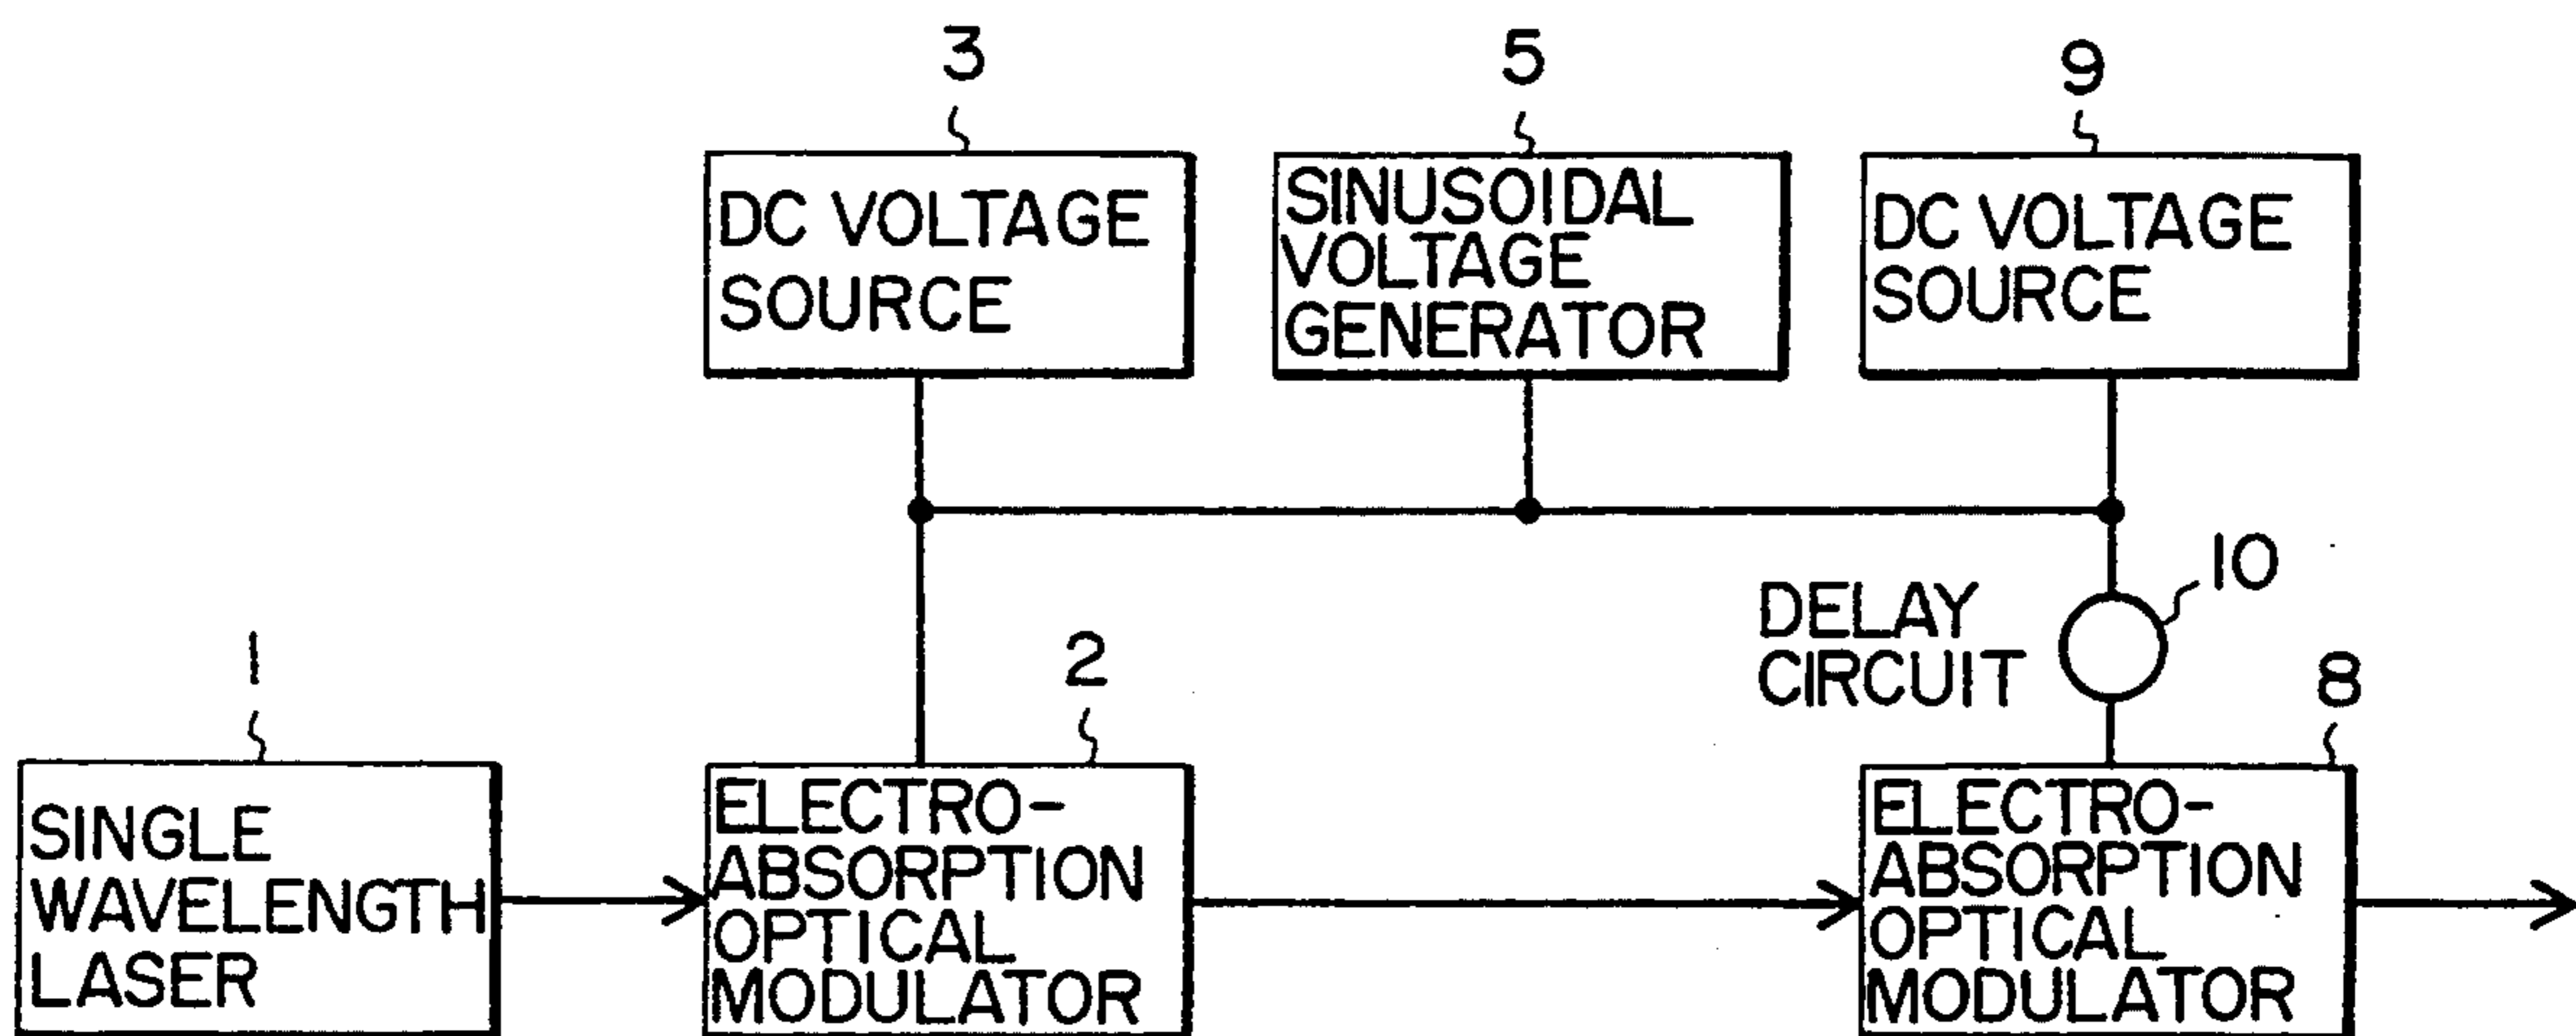 3
5
9
DC VOLTAGE
SOURCE
SINUSOIDAL
VOLTAGE
GENERATOR
DC VOLTAGE
SOURCE
DELAY
CIRCUIT
10
1
2
8
SINGLE
WAVELENGTH
LASER
ELECTRO-
ABSORPTION
OPTICAL
MODULATOR
ELECTRO-
ABSORPTION
OPTICAL
MODULATOR